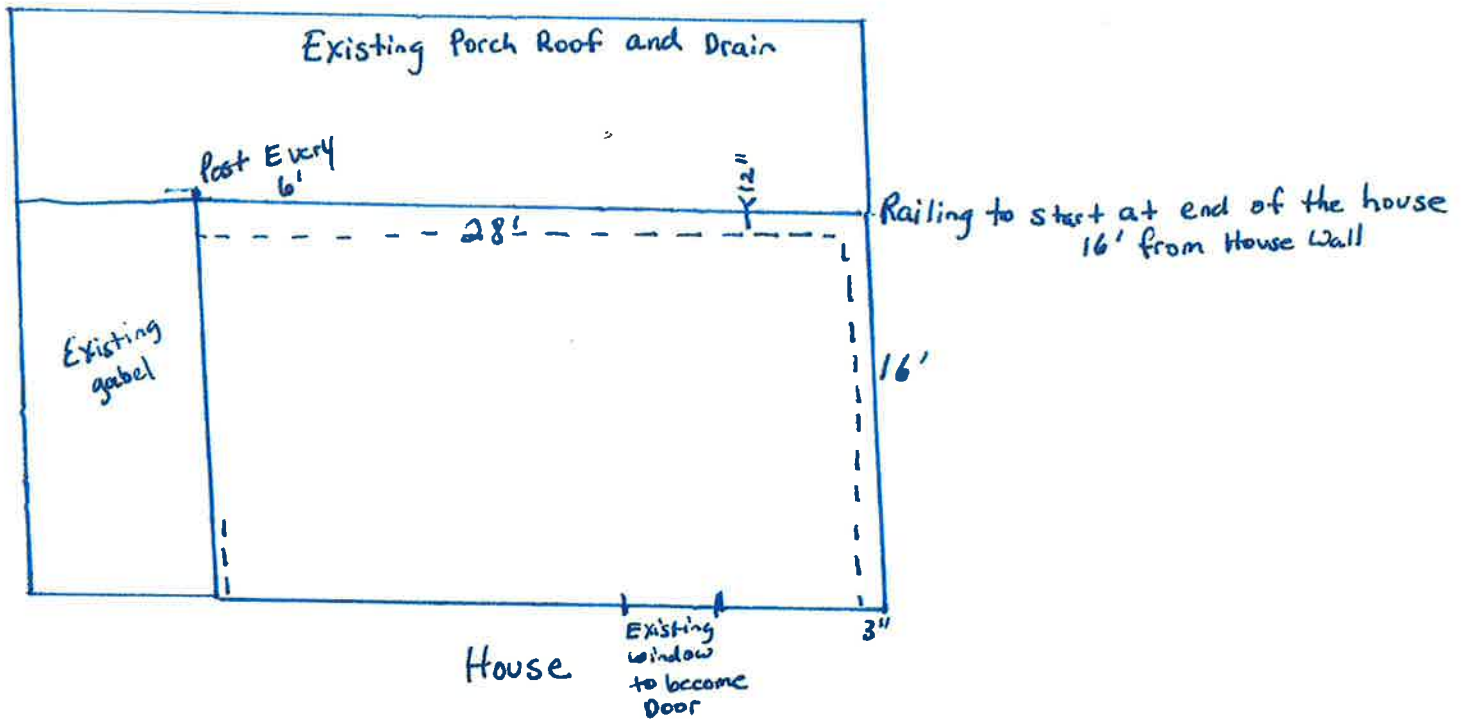 Existing Porch Roof and Drain
Post Every
6'
12"
28'
Railing to start at end of the house
16' from House Wall
Existing
gabel
16'
3"
Existing
window
to become
Door
House